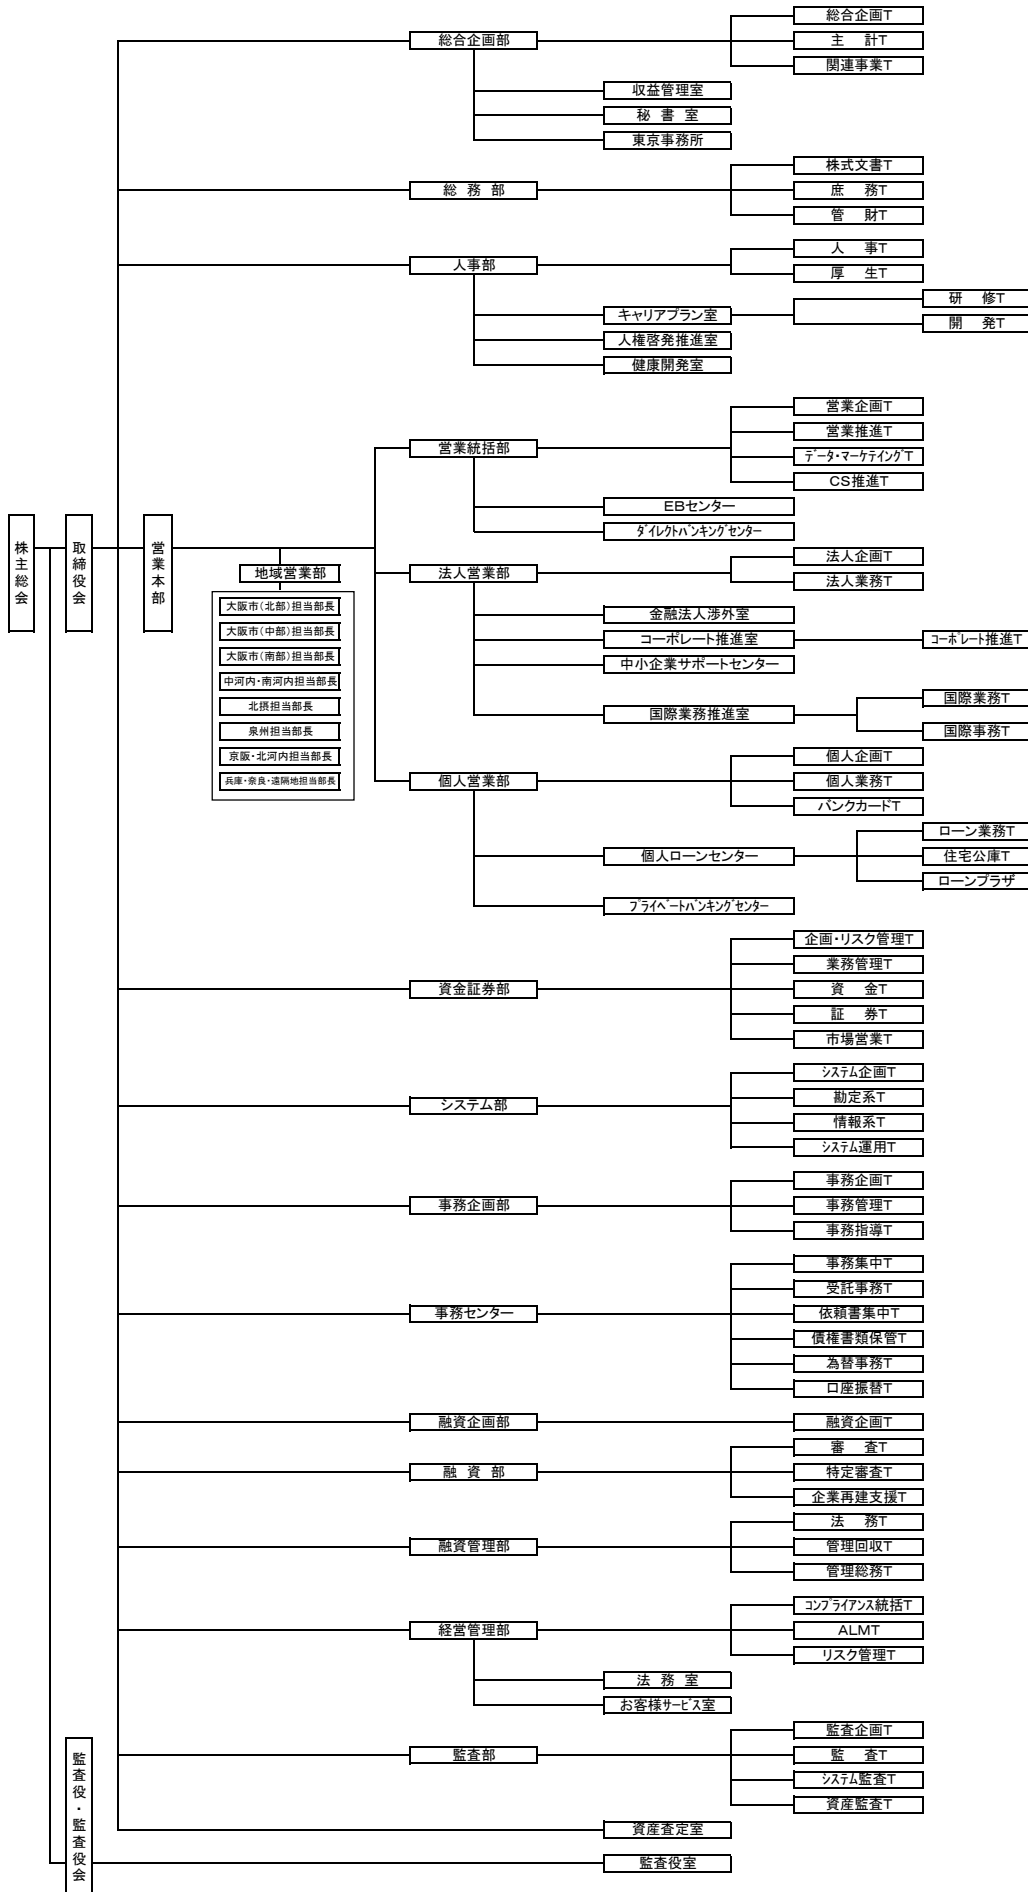 総合企画T
総合企画部
主　計T
関連事業T
収益管理室
秘 書 室
東京事務所
株式文書T
総 務 部
庶　務T
管　財T
人　事T
人事部
厚　生T
研　修T
キャリアプラン室
開　発T
人権啓発推進室
健康開発室
営業企画T
営業推進T
営業統括部
データ・マーケテイングT
CS推進T
EBセンター
ダイレクトバンキングセンター
株主総会
取締役会
営業本部
地域営業部
大阪市(北部)担当部長
大阪市(中部)担当部長
大阪市(南部)担当部長
中河内・南河内担当部長
北摂担当部長
泉州担当部長
京阪・北河内担当部長
兵庫・奈良・遠隔地担当部長
法人企画T
法人営業部
法人業務T
金融法人渉外室
コーポレート推進室
コーポレート推進T
中小企業サポートセンター
国際業務T
国際業務推進室
国際事務T
個人企画T
個人営業部
個人業務T
バンクカードT
ローン業務T
個人ローンセンター
住宅公庫T
ローンプラザ
プライベートバンキングセンター
企画・リスク管理T
業務管理T
資金証券部
資　金T
証　券T
市場営業T
システム企画T
システム部
勘定系T
情報系T
システム運用T
事務企画T
事務企画部
事務管理T
事務指導T
事務集中T
受託事務T
事務センター
依頼書集中T
債権書類保管T
為替事務T
口座振替T
融資企画部
融資企画T
審　査T
融 資 部
特定審査T
企業再建支援T
法　務T
融資管理部
管理回収T
管理総務T
コンプライアンス統括T
経営管理部
ALMT
リスク管理T
法 務 室
お客様サービス室
監査企画T
監査部
監　査T
システム監査T
資産監査T
監査役・監査役会
資産査定室
監査役室